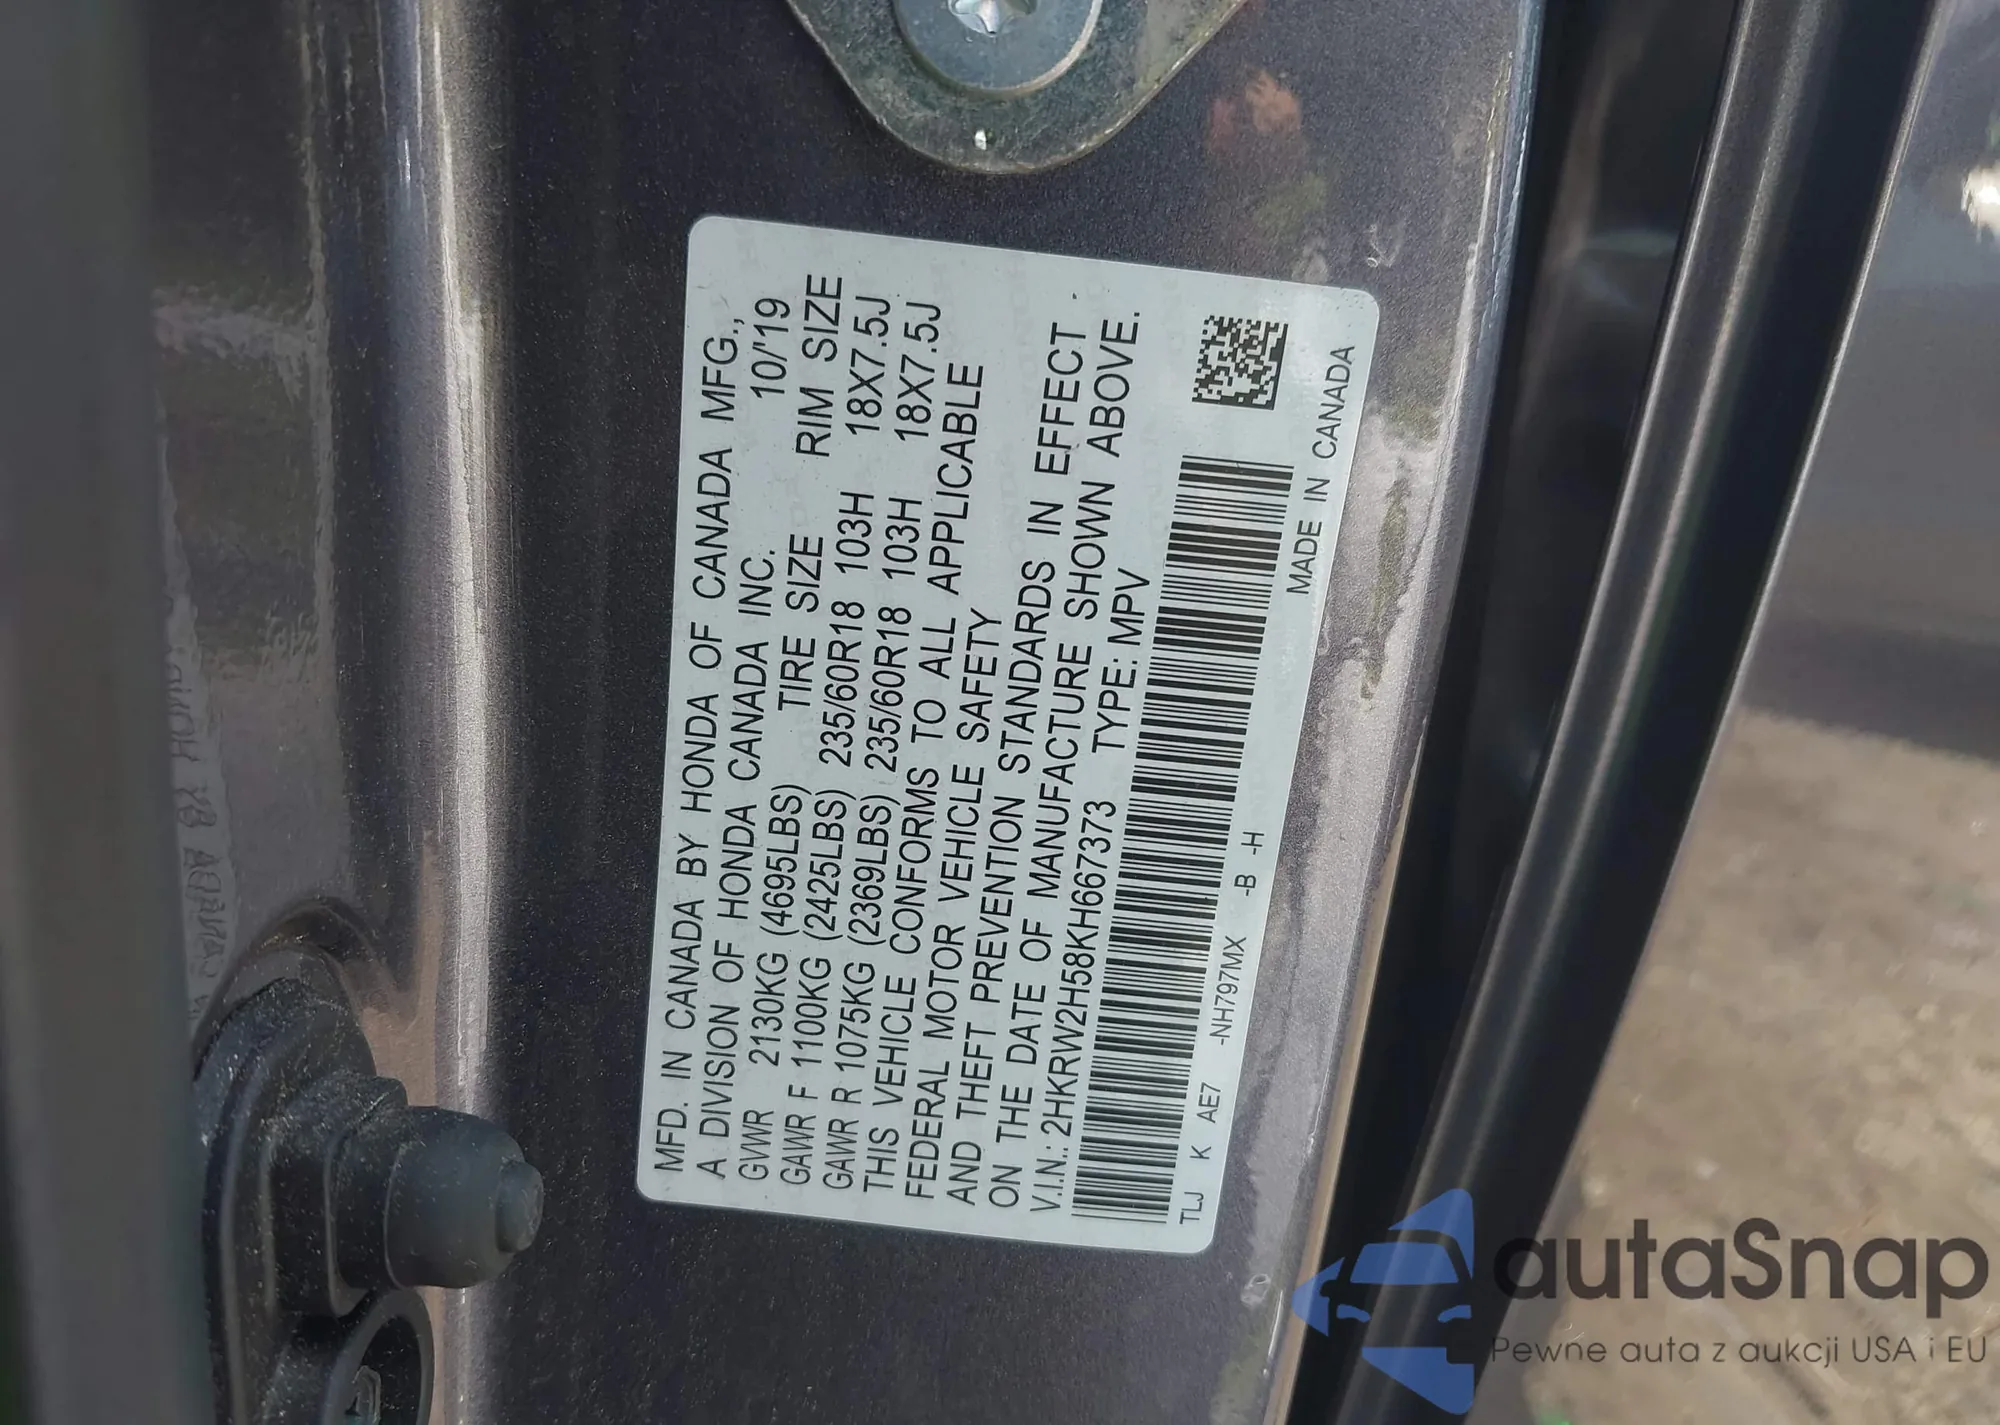 MFD. IN CANADA BY HONDA OF CANADA MFG.,
A DIVISION OF HONDA CANADA INC. 10/'19
GVWR 2130KG (4695LBS) TIRE SIZE RIM SIZE
GAWR F 1100KG (2425LBS) 235/60R18 103H 18X7.5J
GAWR R 1075KG (2369LBS) 235/60R18 103H 18X7.5J
THIS VEHICLE CONFORMS TO ALL APPLICABLE
FEDERAL MOTOR VEHICLE SAFETY
AND THEFT PREVENTION STANDARDS IN EFFECT
ON THE DATE OF MANUFACTURE SHOWN ABOVE.
V.I.N.: 2HKRW2H58KH667373 TYPE: MPV
TLJ K AE7 -NH797MX -B -H
MADE IN CANADA
autaSnap
Pewne auta z aukcji USA i EU